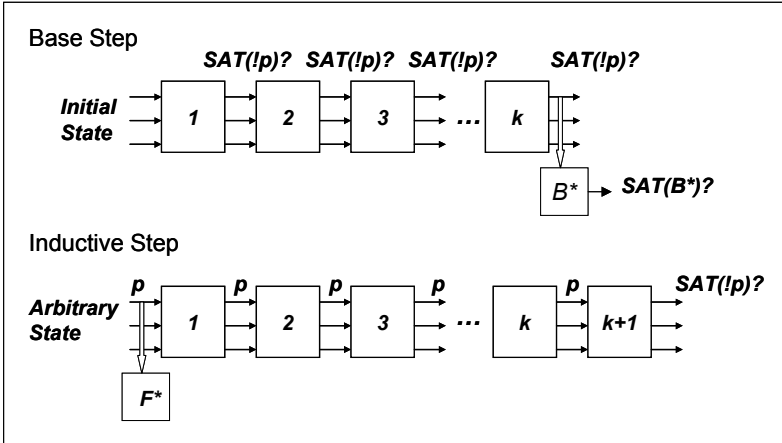 Base Step
SAT(!p)? SAT(!p)? SAT(!p)? SAT(!p)?
Initial State
1 2 3 ... k
B* SAT(B*)?
Inductive Step
p p p p p SAT(!p)?
Arbitrary State
1 2 3 ... k k+1
F*